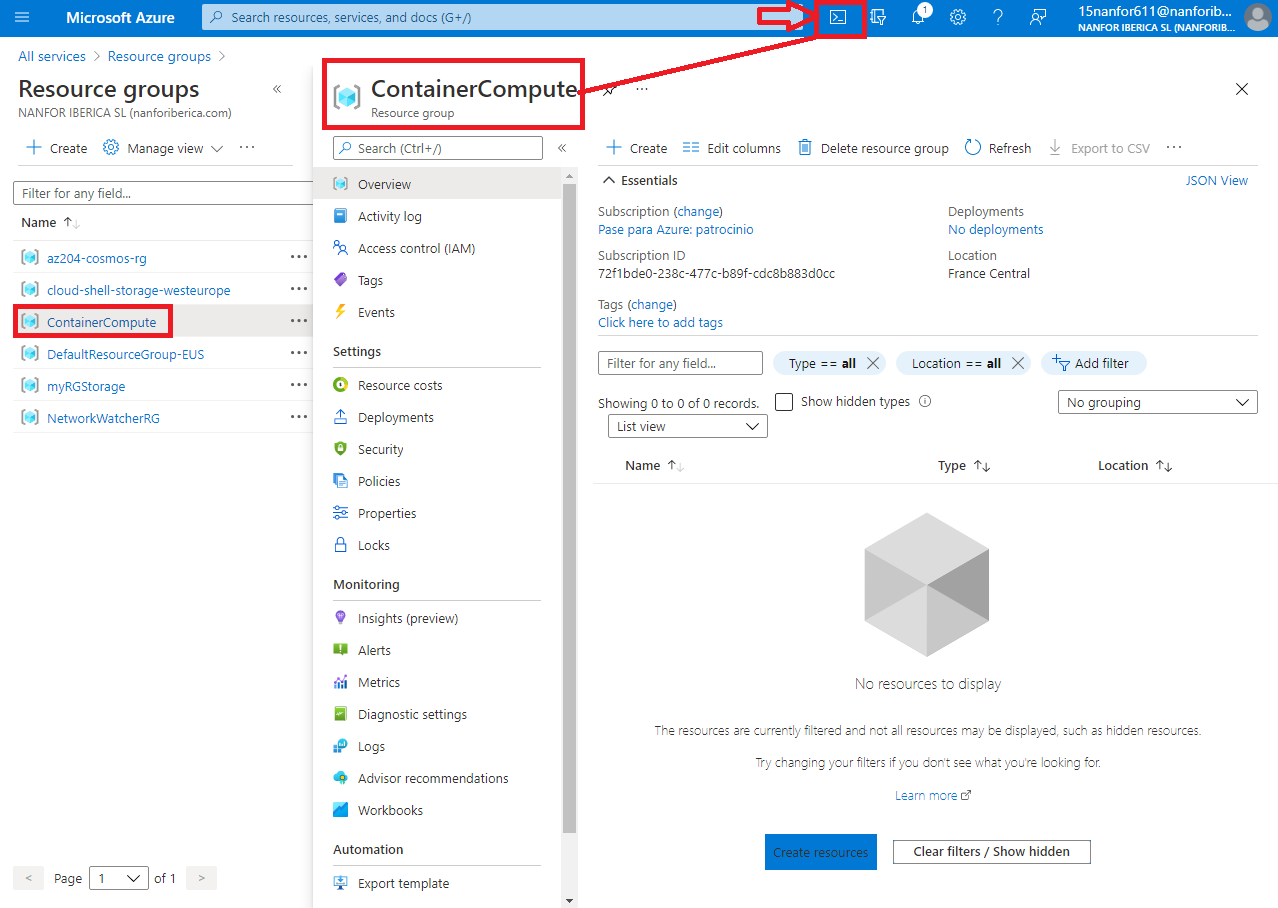 Microsoft Azure
Search resources, services, and docs (G+/)
1
15nanfor611@nanforib...
NANFOR IBERICA SL (NANFORIB...
All services > Resource groups >
Resource groups
NANFOR IBERICA SL (nanforiberica.com)
Create
Manage view
Filter for any field...
Name
az204-cosmos-rg
cloud-shell-storage-westeurope
ContainerCompute
DefaultResourceGroup-EUS
myRGStorage
NetworkWatcherRG
< Page 1 of 1 >
ContainerCompute
Resource group
Search (Ctrl+/)
Overview
Activity log
Access control (IAM)
Tags
Events
Settings
Resource costs
Deployments
Security
Policies
Properties
Locks
Monitoring
Insights (preview)
Alerts
Metrics
Diagnostic settings
Logs
Advisor recommendations
Workbooks
Automation
Export template
Create
Edit columns
Delete resource group
Refresh
Export to CSV
Essentials
JSON View
Subscription (change)
Pase para Azure: patrocinio
Subscription ID
72f1bde0-238c-477c-b89f-cdc8b883d0cc
Deployments
No deployments
Location
France Central
Tags (change)
Click here to add tags
Filter for any field...
Type == all
Location == all
Add filter
Showing 0 to 0 of 0 records.
Show hidden types
No grouping
List view
Name
Type
Location
No resources to display
The resources are currently filtered and not all resources may be displayed, such as hidden resources.
Try changing your filters if you don't see what you're looking for.
Learn more
Create resources
Clear filters / Show hidden